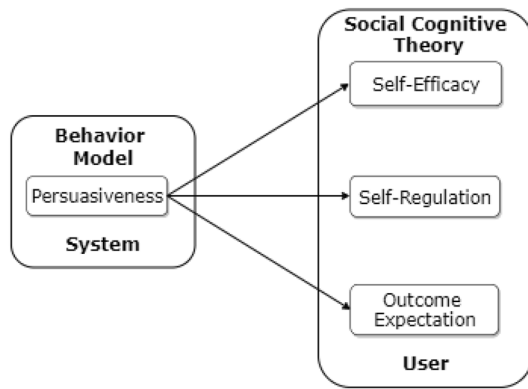 Behavior
Model
Persuasiveness
System
Social Cognitive
Theory
Self-Efficacy
Self-Regulation
Outcome
Expectation
User